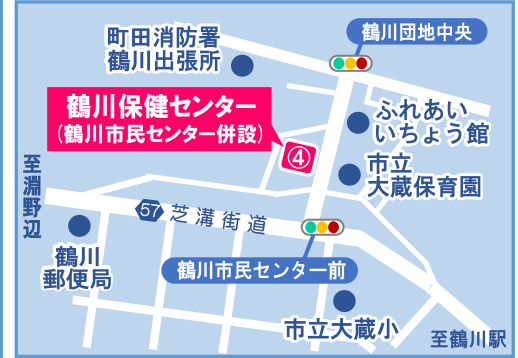 町田消防署
鶴川出張所
鶴川団地中央
鶴川保健センター
(鶴川市民センター併設)
④
ふれあい
いちょう館
市立
大蔵保育園
至淵野辺
57 芝溝街道
鶴川
郵便局
鶴川市民センター前
市立大蔵小
至鶴川駅